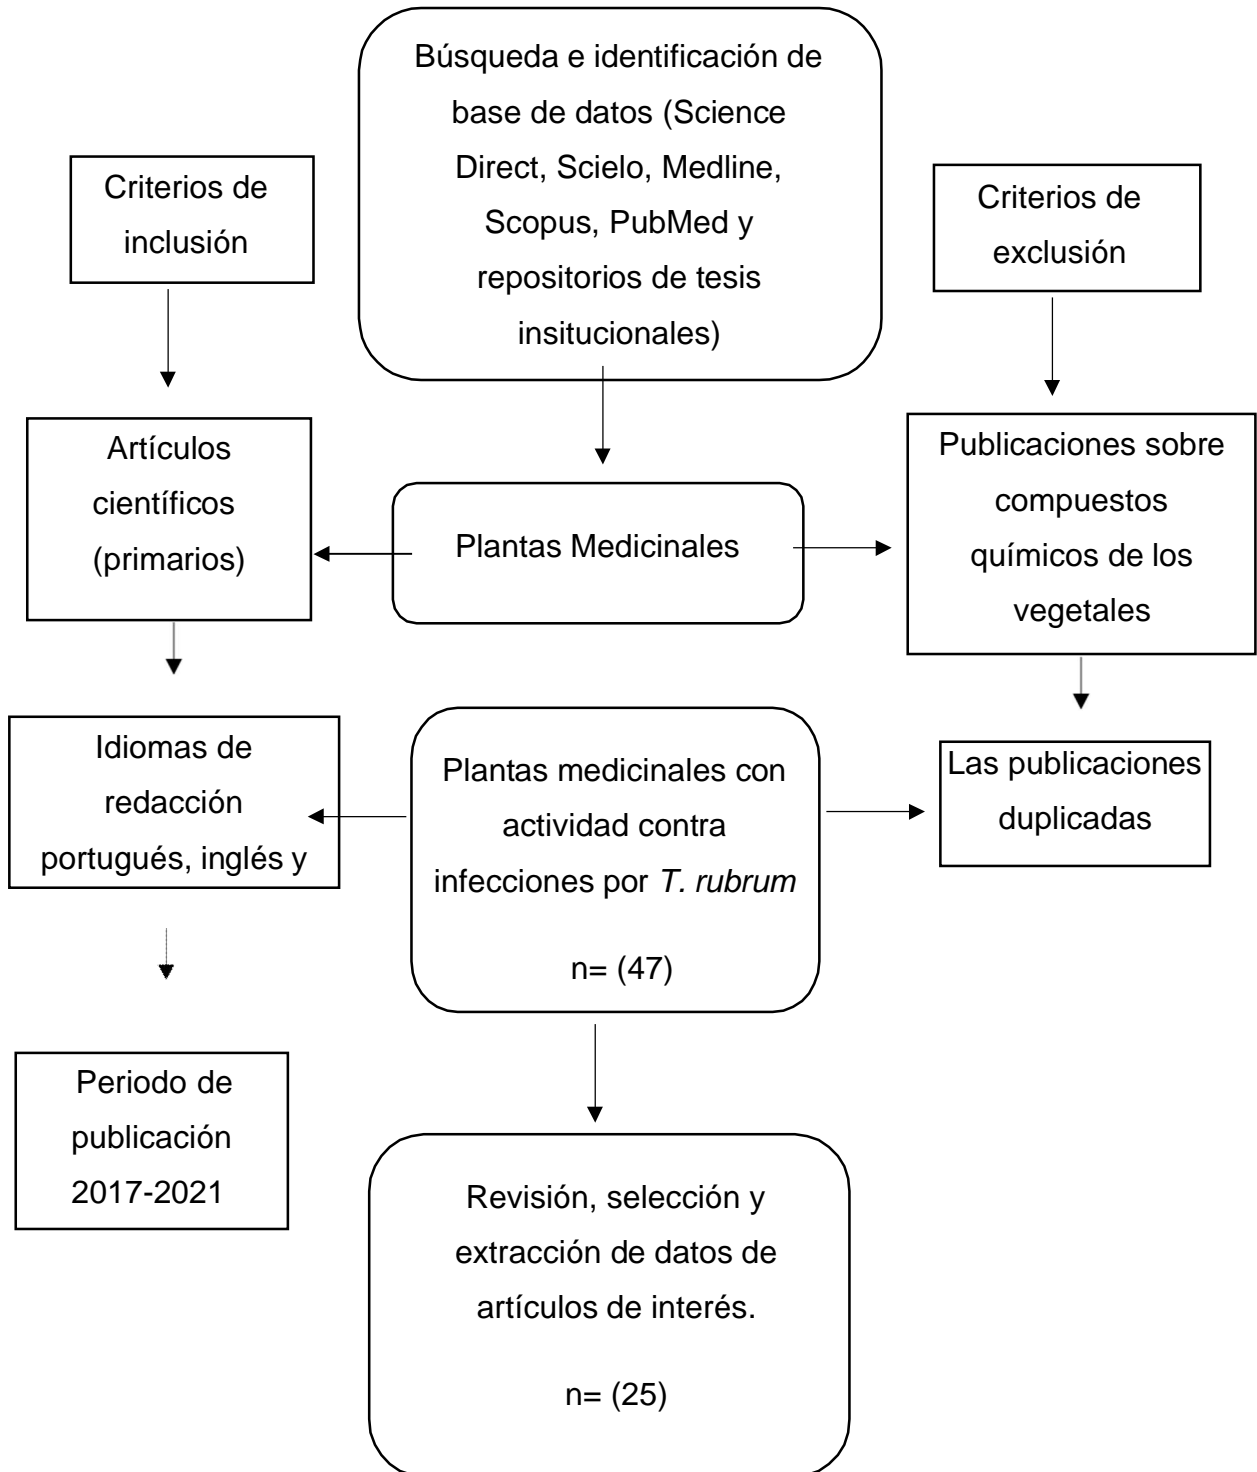 Búsqueda e identificación de
base de datos (Science
Direct, Scielo, Medline,
Scopus, PubMed y
repositorios de tesis
insitucionales)
Criterios de
inclusión
Criterios de
exclusión
Artículos
científicos
(primarios)
Plantas Medicinales
Publicaciones sobre
compuestos
químicos de los
vegetales
Idiomas de
redacción
portugués, inglés y
Plantas medicinales con
actividad contra
infecciones por T. rubrum
n= (47)
Las publicaciones
duplicadas
Periodo de
publicación
2017-2021
Revisión, selección y
extracción de datos de
artículos de interés.
n= (25)